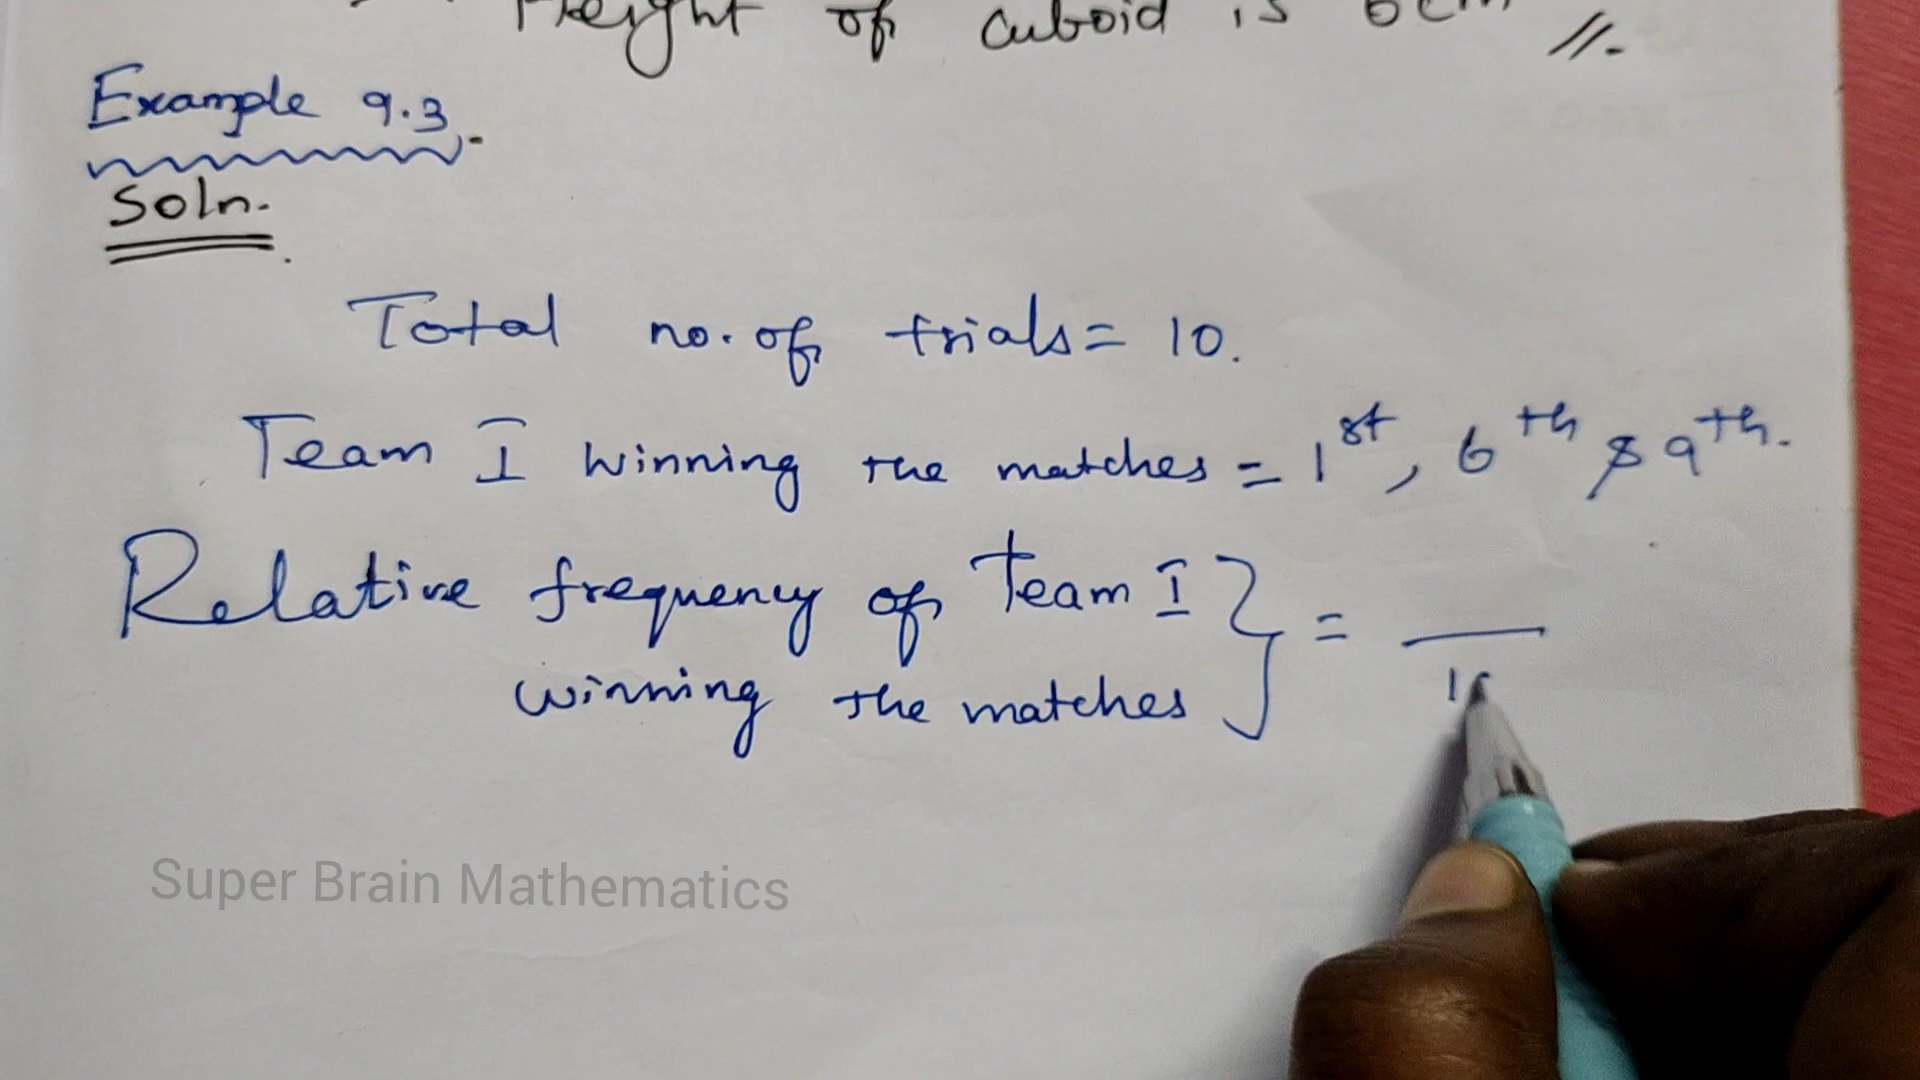 Height of cuboid is 6cm //.
Example 9.3.
Soln.
Total no. of trials = 10.
Team I winning the matches = 1st, 6th & 9th.
Relative frequency of Team I } =
winning the matches
Super Brain Mathematics